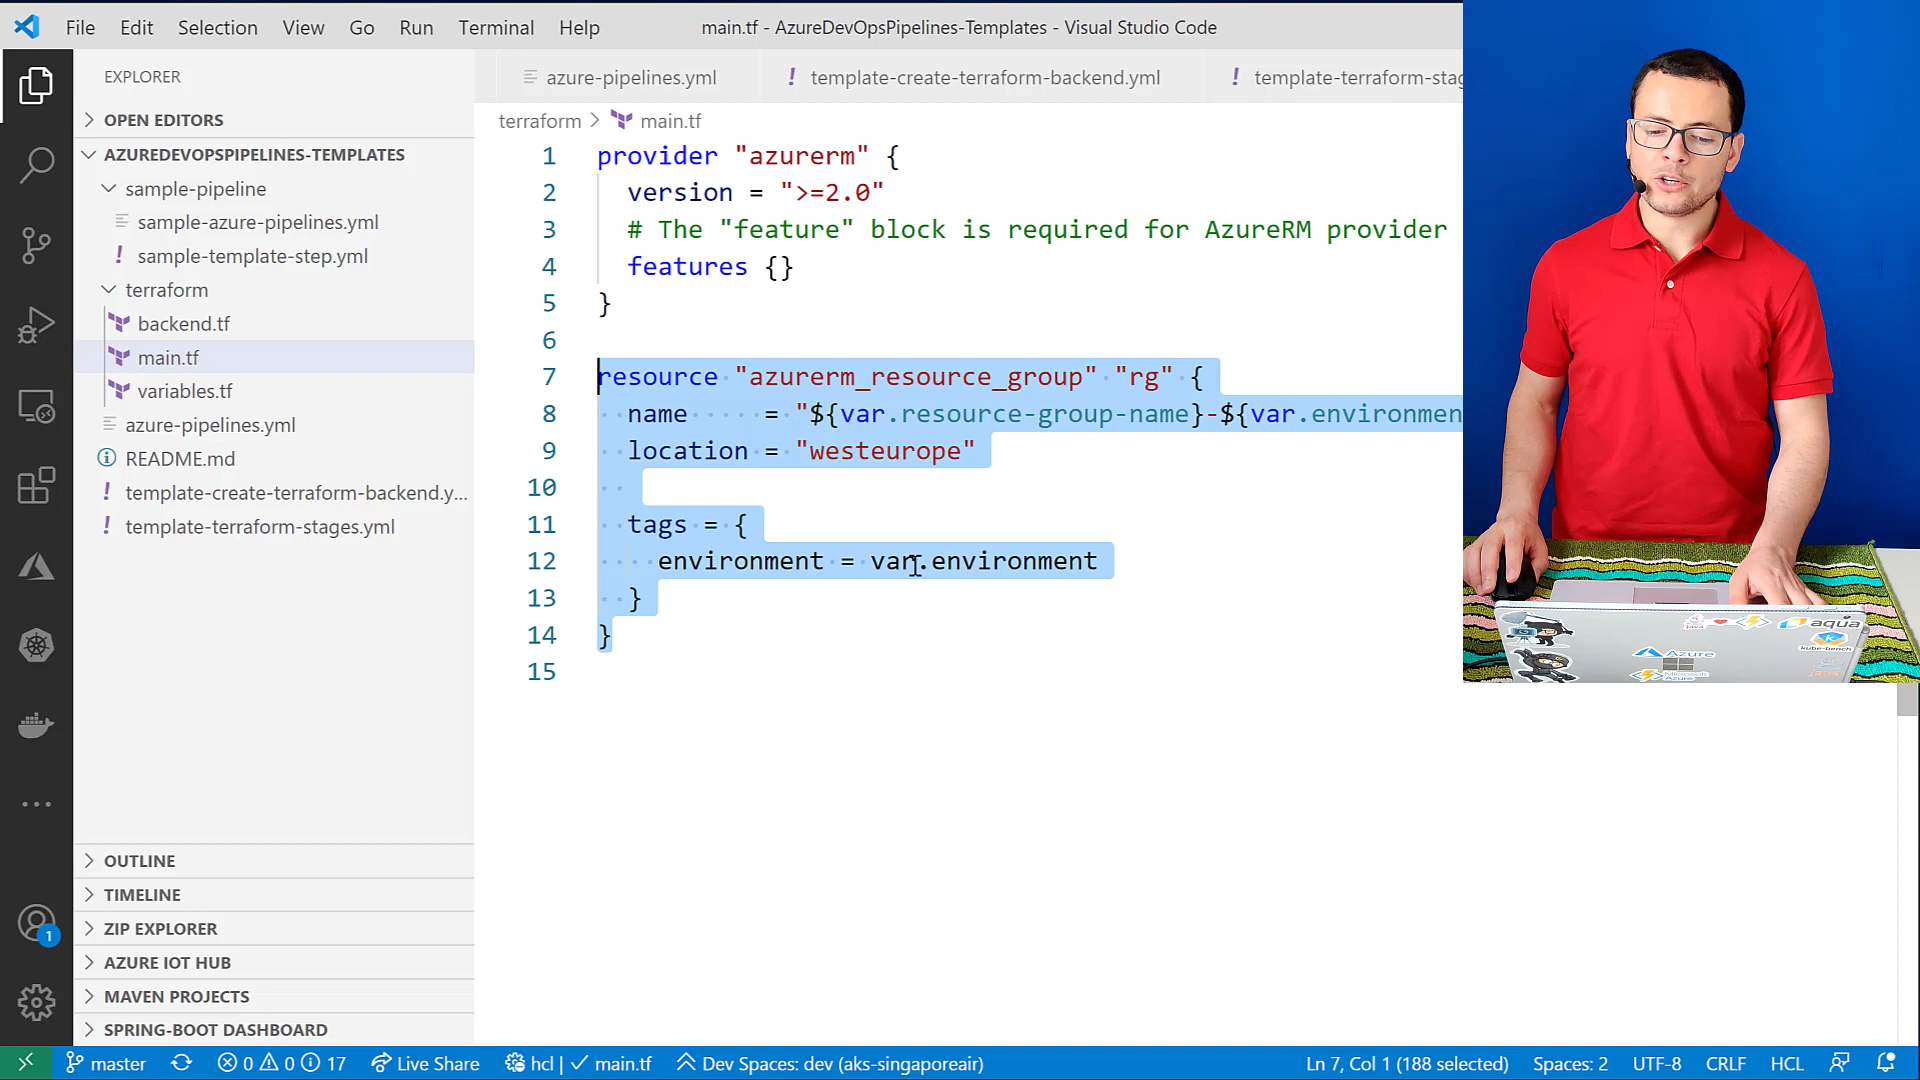 File Edit Selection View Go Run Terminal Help
main.tf - AzureDevOpsPipelines-Templates - Visual Studio Code
EXPLORER
OPEN EDITORS
AZUREDEVOPSPIPELINES-TEMPLATES
sample-pipeline
sample-azure-pipelines.yml
! sample-template-step.yml
terraform
backend.tf
main.tf
variables.tf
azure-pipelines.yml
README.md
! template-create-terraform-backend.y...
! template-terraform-stages.yml
OUTLINE
TIMELINE
ZIP EXPLORER
AZURE IOT HUB
MAVEN PROJECTS
SPRING-BOOT DASHBOARD
1
azure-pipelines.yml ! template-create-terraform-backend.yml ! template-terraform-stag
terraform > main.tf
1 provider "azurerm" {
2 version = ">=2.0"
3 # The "feature" block is required for AzureRM provider
4 features {}
5 }
6
7 resource "azurerm_resource_group" "rg" {
8 name = "${var.resource-group-name}-${var.environmen
9 location = "westeurope"
10
11 tags = {
12 environment = var.environment
13 }
14 }
15
Java
aqua
kube-bench
Azure
Microsoft
Azure
master 0 0 17 Live Share hcl | ✓ main.tf Dev Spaces: dev (aks-singaporeair) Ln 7, Col 1 (188 selected) Spaces: 2 UTF-8 CRLF HCL